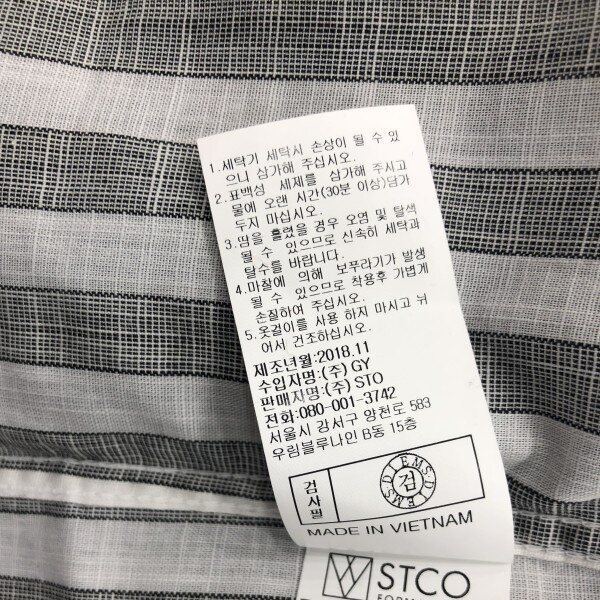 1.세탁기 세탁시 손상이 될 수 있
으니 삼가해 주십시오.
2.표백성 세제를 삼가해 주시고
물에 오랜 시간(30분 이상)담가
두지 마십시오.
3.땀을 흘렸을 경우 오염 및 탈색
될 수 있으므로 신속히 세탁과
탈수를 바랍니다.
4.마찰에 의해 보푸라기가 발생
될 수 있으므로 착용후 가볍게
손질하여 주십시오.
5.옷걸이를 사용 하지 마시고 뉘
어서 건조하십시오.
제조년월:2018.11
수입자명:(주) GY
판매자명:(주) STO
전화:080-001-3742
서울시 강서구 양천로 583
우림블루나인 B동 15층
검사필
EMSDIEMSDI
검
MADE IN VIETNAM
STCO